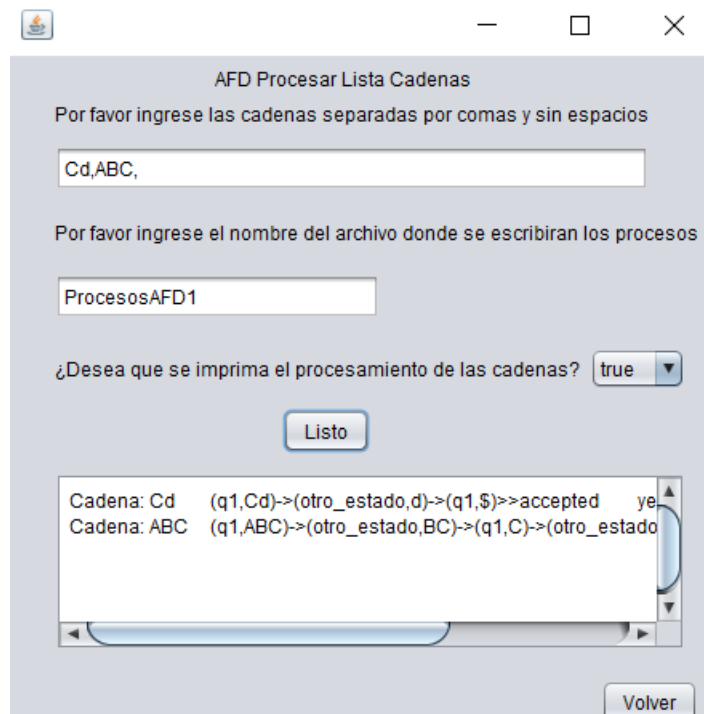 AFD Procesar Lista Cadenas
Por favor ingrese las cadenas separadas por comas y sin espacios
Cd,ABC,
Por favor ingrese el nombre del archivo donde se escribiran los procesos
ProcesosAFD1
¿Desea que se imprima el procesamiento de las cadenas? true
Listo
Cadena: Cd (q1,Cd)->(otro_estado,d)->(q1,$)>>accepted ye
Cadena: ABC (q1,ABC)->(otro_estado,BC)->(q1,C)->(otro_estado
Volver